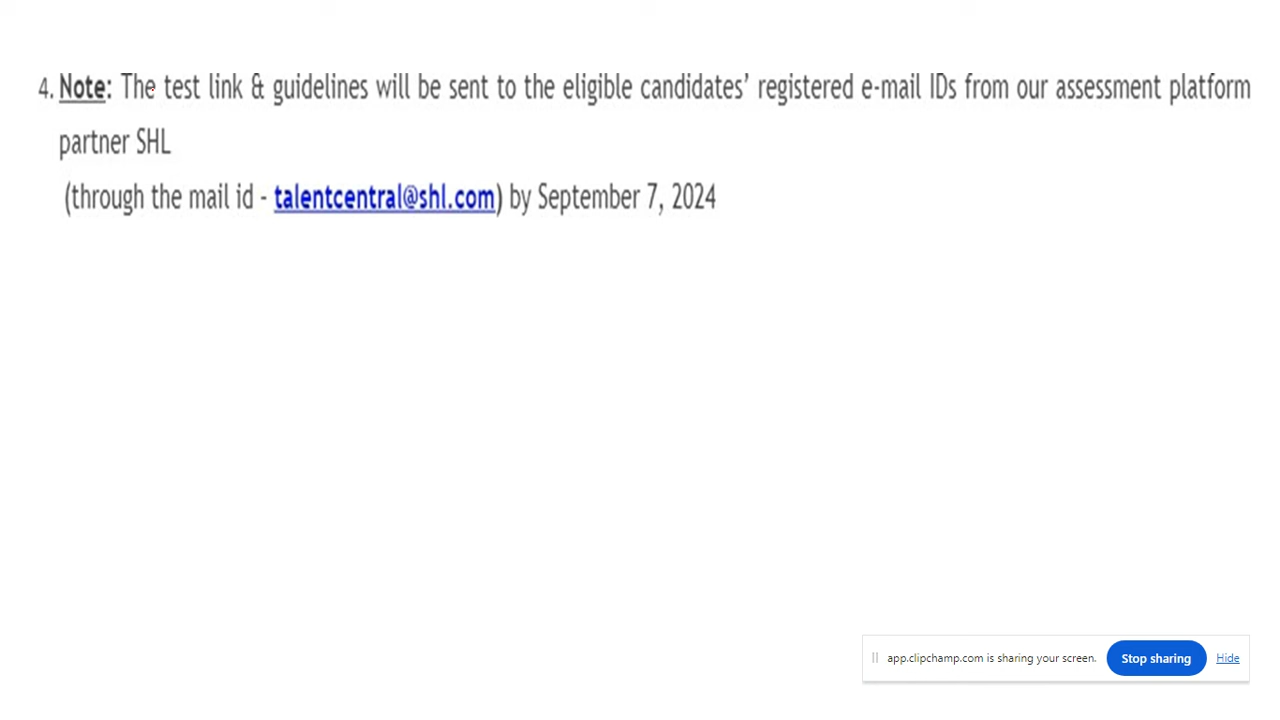 4. Note: The test link & guidelines will be sent to the eligible candidates’ registered e-mail IDs from our assessment platform
partner SHL
(through the mail id - talentcentral@shl.com) by September 7, 2024
app.clipchamp.com is sharing your screen. Stop sharing Hide